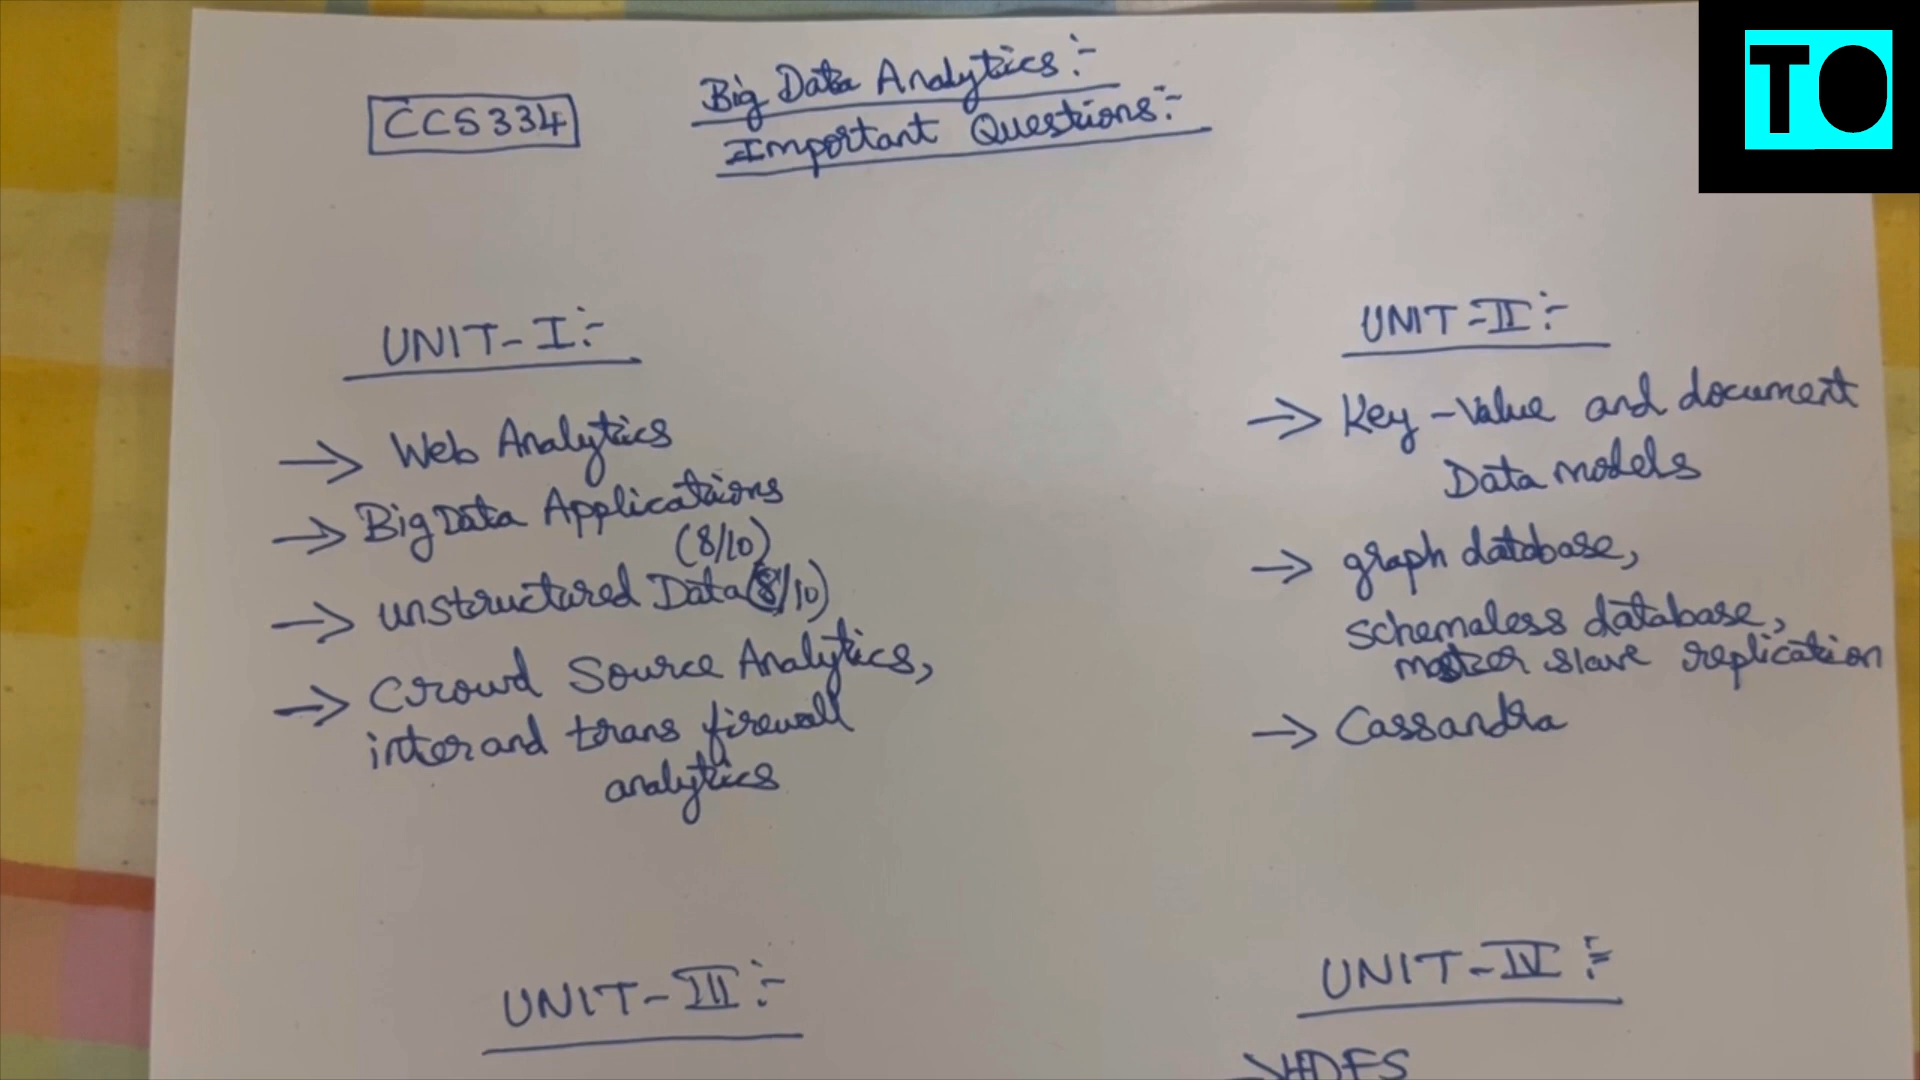 TO
CCS334
Big Data Analytics:-
Important Questions:-
UNIT-I:-
→ Web Analytics
→ Big Data Applications
(8/10)
→ unstructured Data (8/10)
→ Crowd Source Analytics,
inter and trans firewall
analytics
UNIT-II:-
→ Key-Value and document
Data models
→ graph database,
schemaless database,
master slave replication
→ Cassandra
UNIT-III:-
UNIT-IV:-
→ HDFS